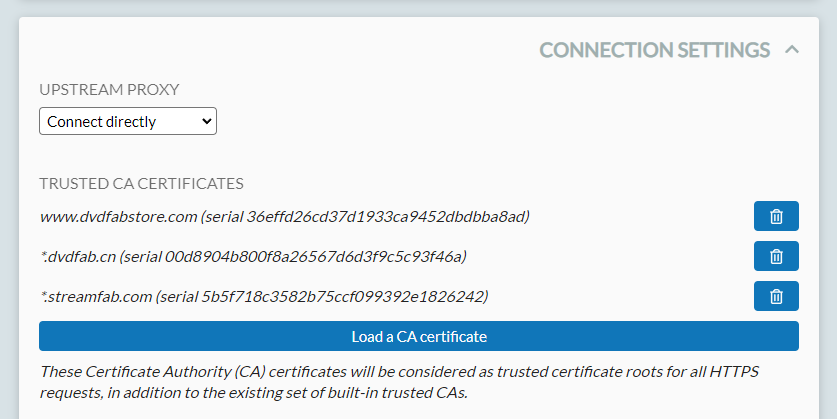 CONNECTION SETTINGS
UPSTREAM PROXY
Connect directly
TRUSTED CA CERTIFICATES
www.dvdfabstore.com (serial 36effd26cd37d1933ca9452dbdbba8ad)
*.dvdfab.cn (serial 00d8904b800f8a26567d6d3f9c5c93f46a)
*.streamfab.com (serial 5b5f718c3582b75ccf099392e1826242)
Load a CA certificate
These Certificate Authority (CA) certificates will be considered as trusted certificate roots for all HTTPS
requests, in addition to the existing set of built-in trusted CAs.